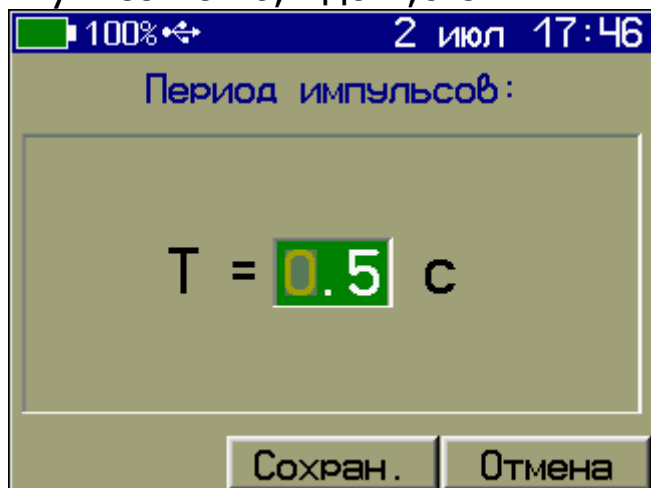 100% 2 июл 17:46
Период импульсов:
T = 0.5 с
Сохран. Отмена